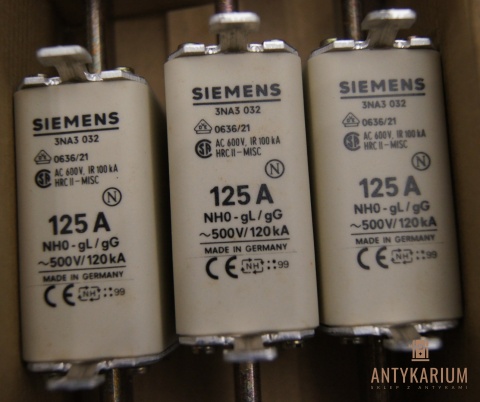 SIEMENS
3NA3 032
0636/21
AC 600V, IR 100 kA
HRC II - MISC
N
125 A
NH0 - gL / gG
~500V/120 kA
MADE IN GERMANY
CE NH 99
SIEMENS
3NA3 032
0636/21
AC 600V, IR 100 kA
HRC II - MISC
N
125 A
NH0 - gL / gG
~500V/120 kA
MADE IN GERMANY
CE NH 99
SIEMENS
3NA3 032
0636/21
AC 600V, IR 100 kA
HRC II - MISC
N
125 A
NH0 - gL / gG
~500V/120 kA
MADE IN GERMANY
CE NH 99
ANTYKARIUM
SKLEP Z ANTYKAMI